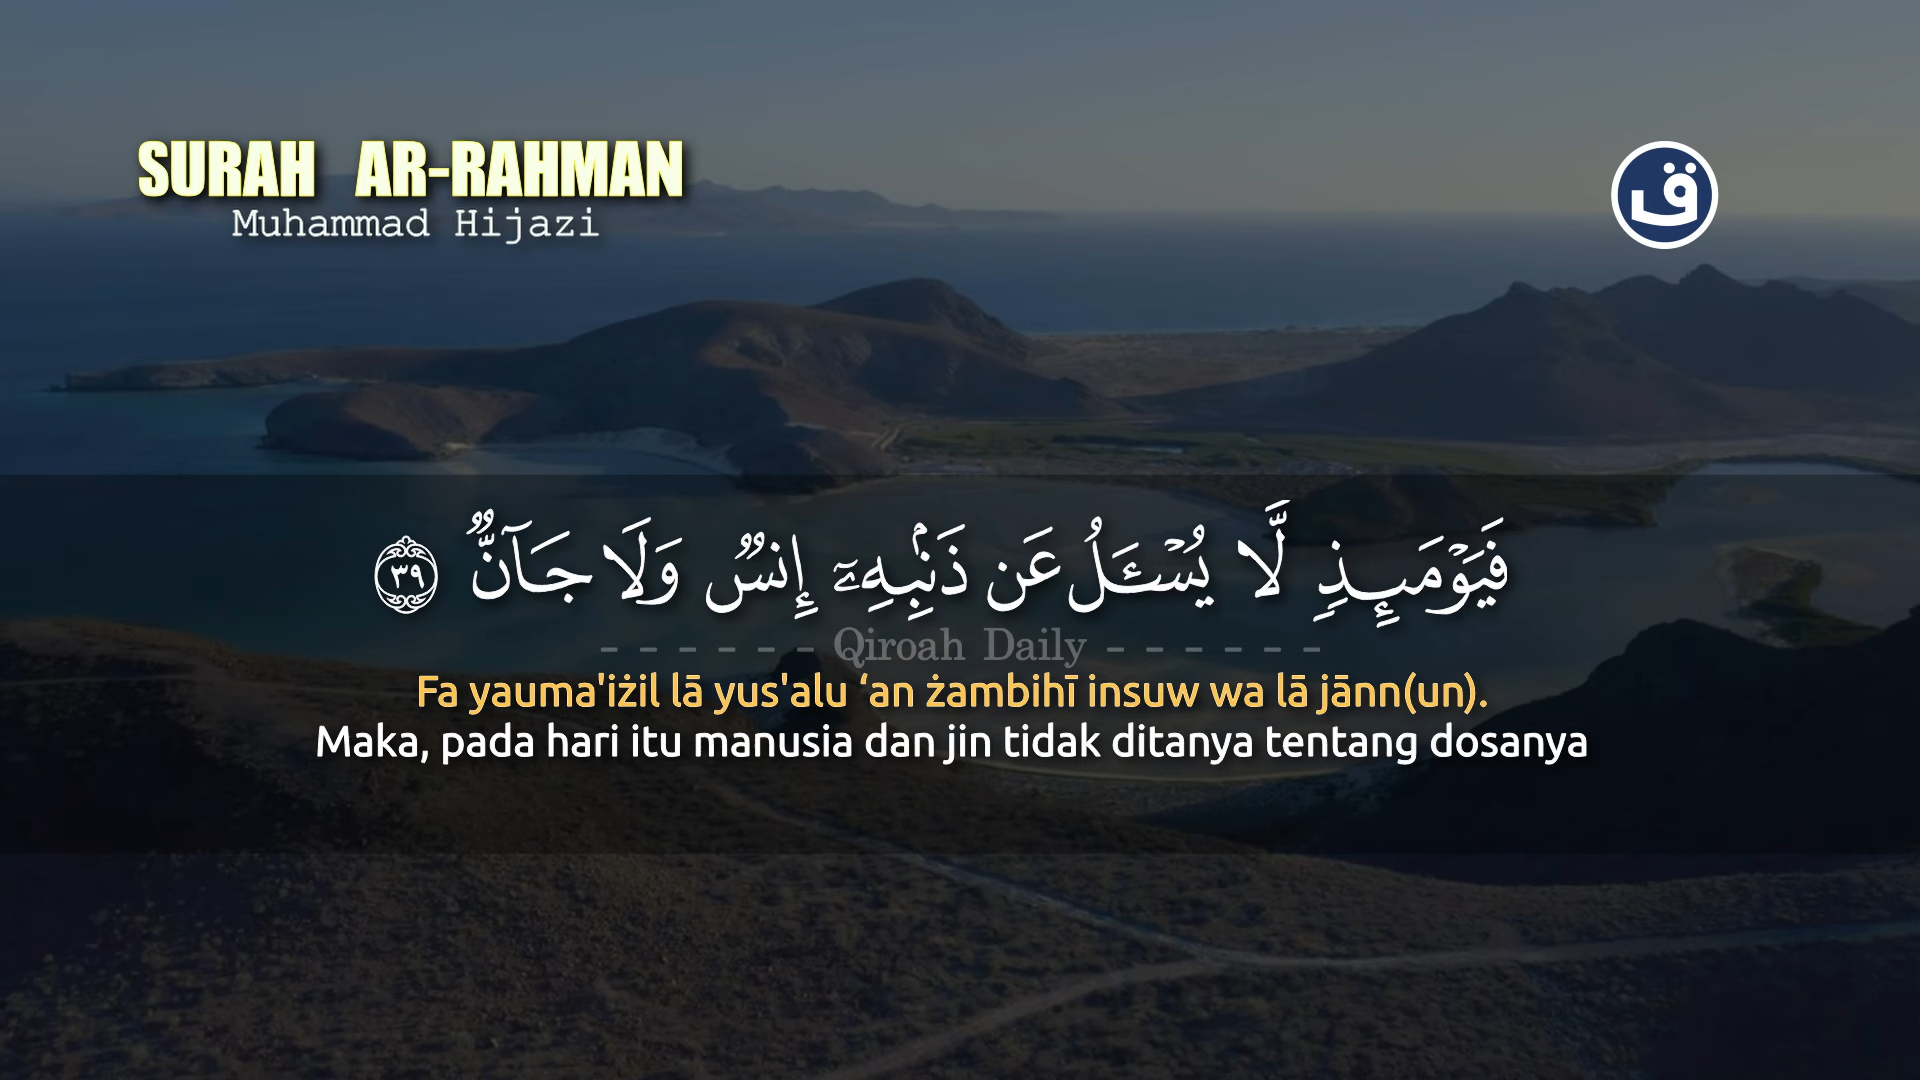 SURAH AR-RAHMAN
Muhammad Hijazi
ق
فَيَوْمَئِذٍ لَّا يُسْـَٔلُ عَن ذَنۢبِهِۦٓ إِنسٌ وَلَا جَآنٌّ ٣٩
- - - - - - Qiroah Daily - - - - - -
Fa yauma'iżil lā yus'alu ‘an żambihī insuw wa lā jānn(un).
Maka, pada hari itu manusia dan jin tidak ditanya tentang dosanya